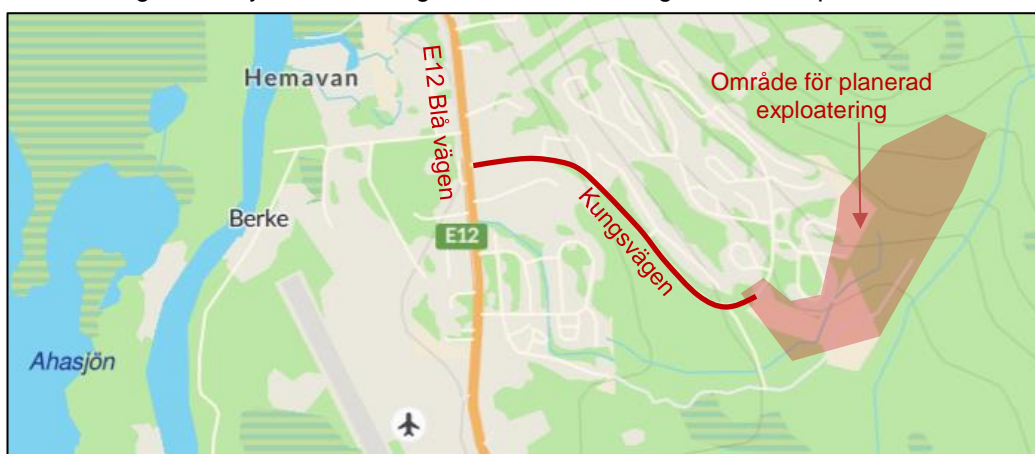 Hemavan
E12 Blå vägen
Område för planerad
exploatering
Berke
E12
Kungsvägen
Ahasjön